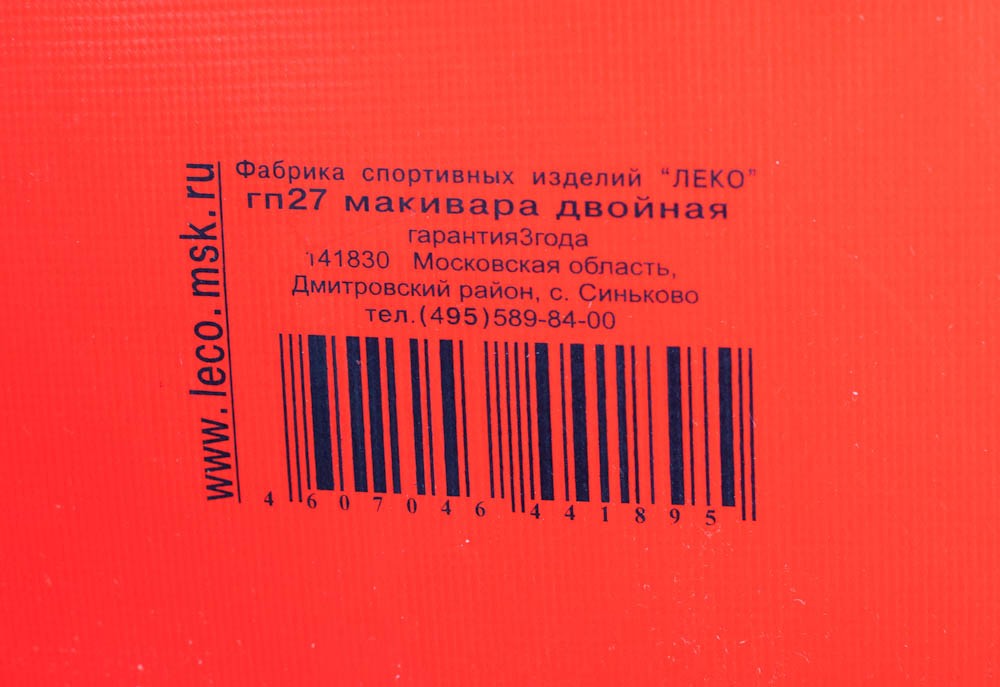 www.leco.msk.ru
Фабрика спортивных изделий "ЛЕКО"
гп27 макивара двойная
гарантия3года
141830 Московская область,
Дмитровский район, с. Синьково
тел.(495)589-84-00
4 607046 441895